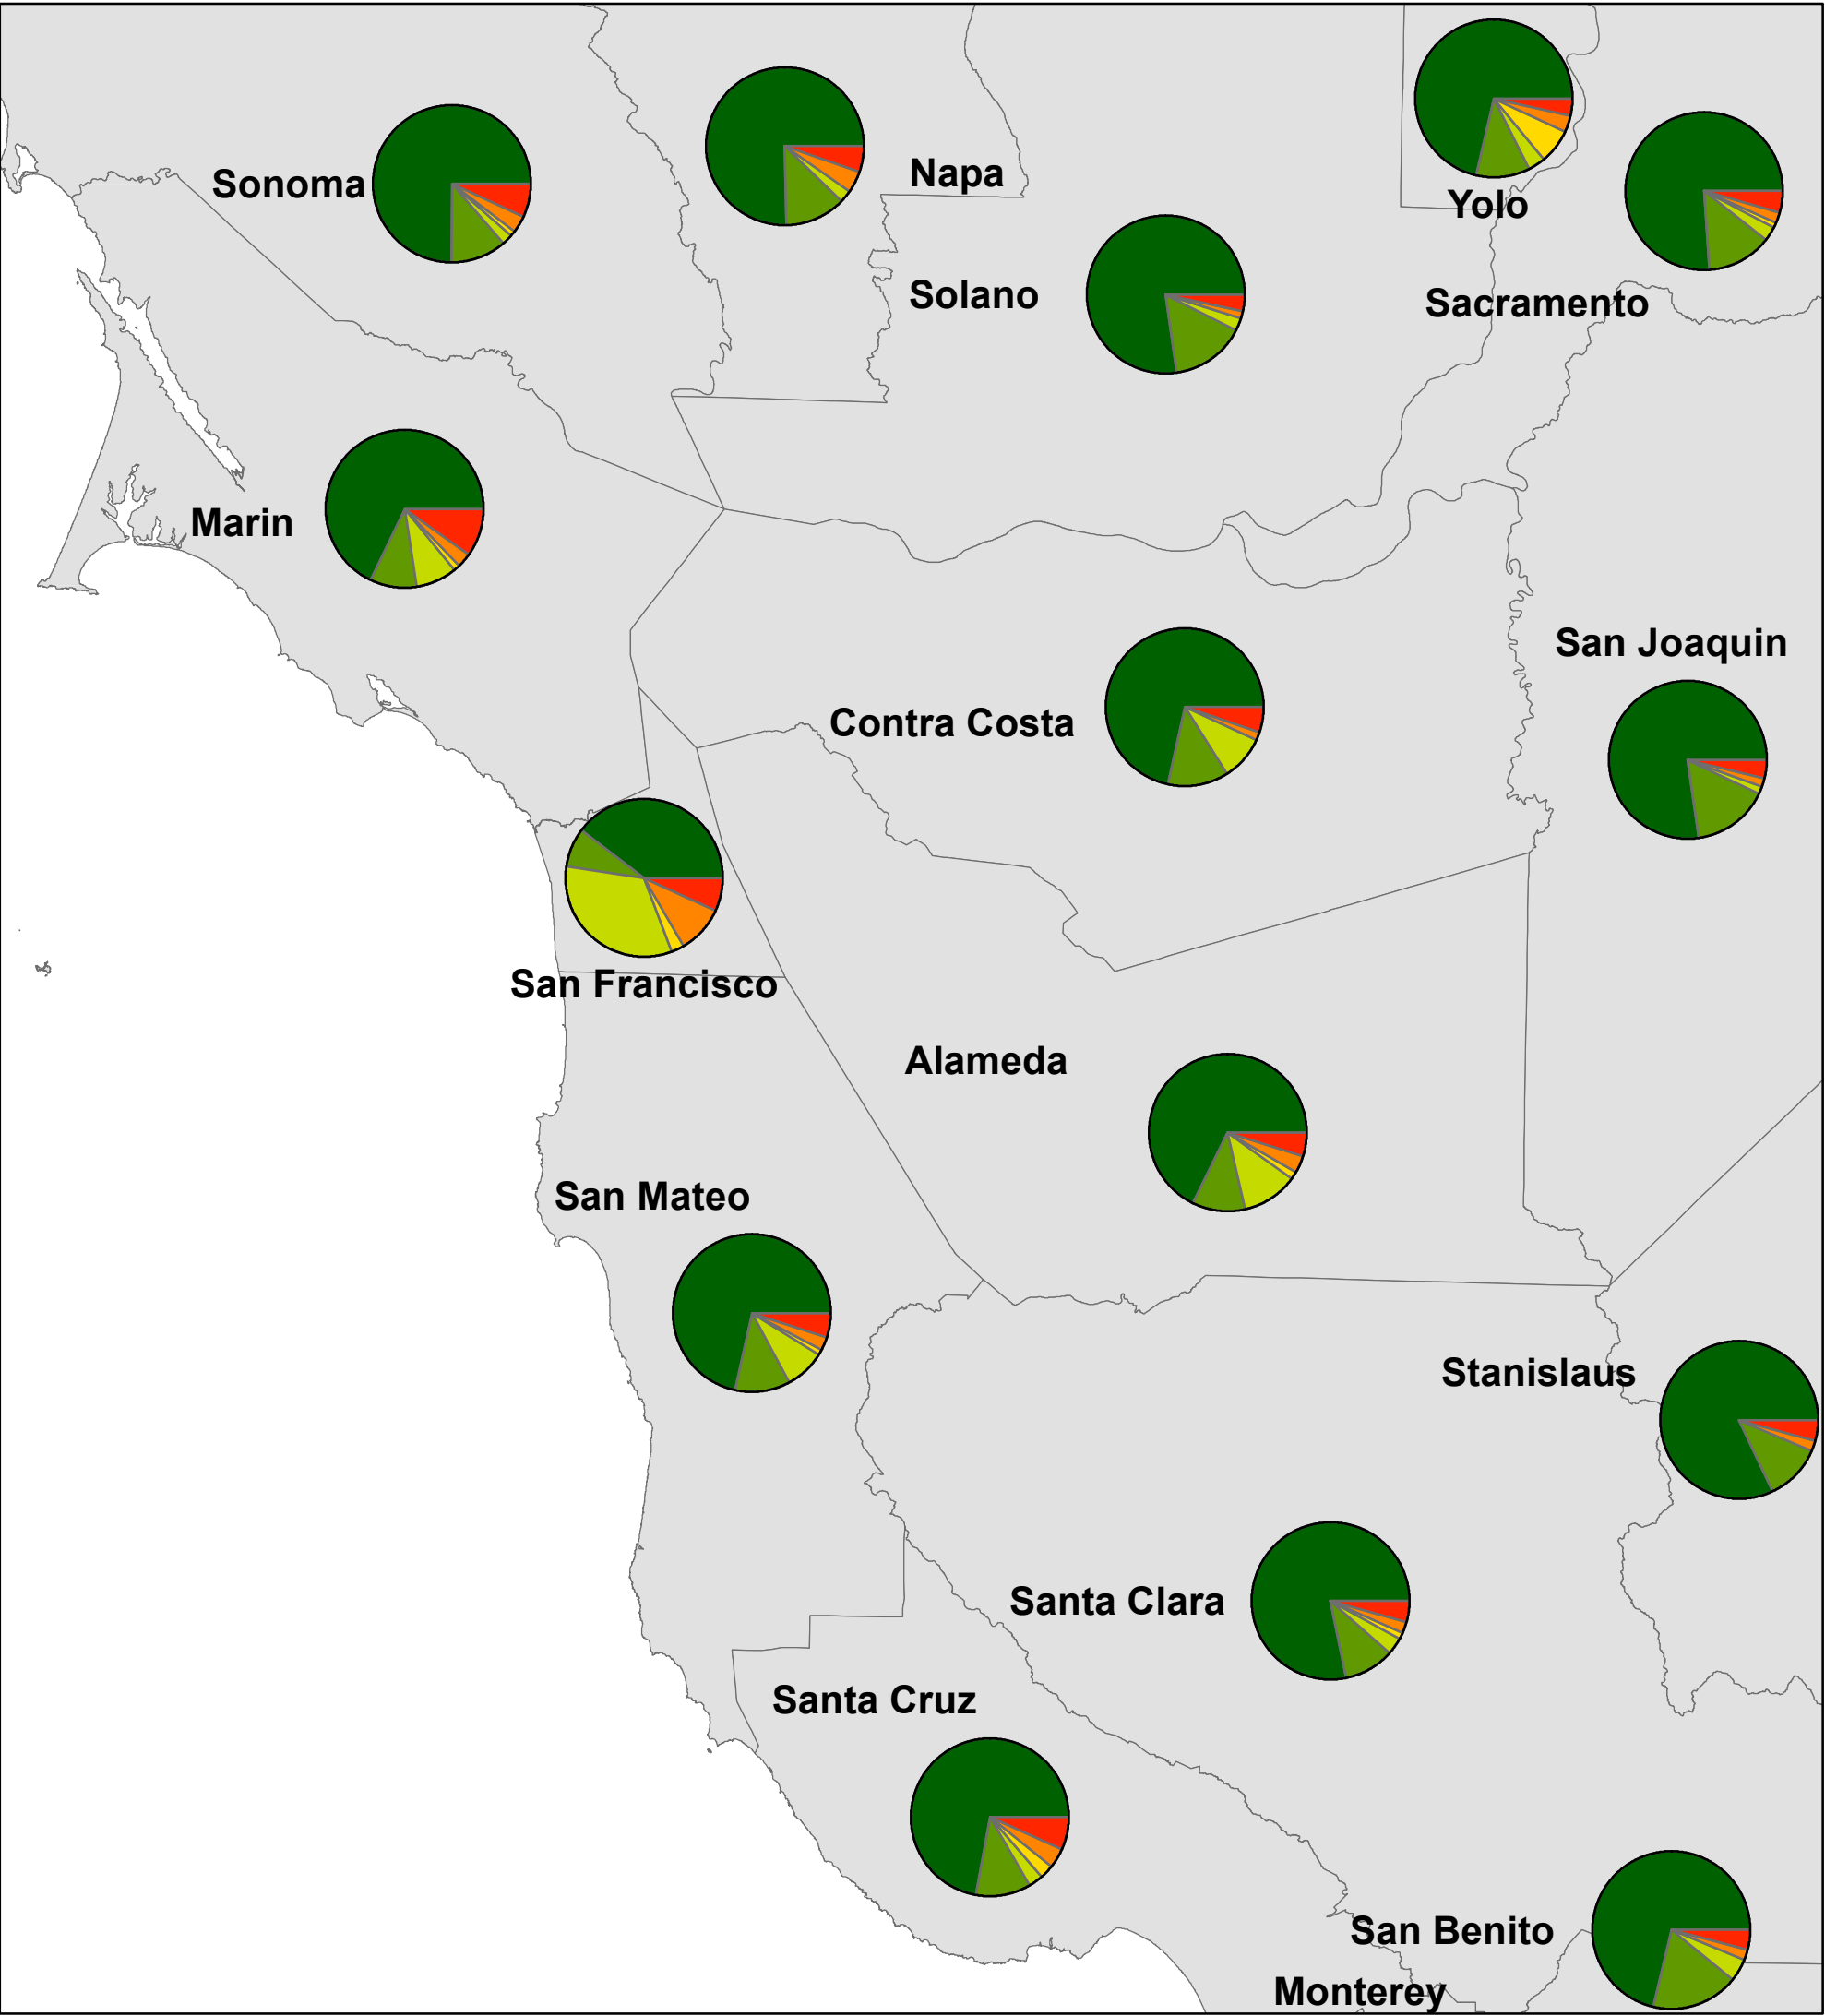 Napa
Sonoma
Yolo
Solano
Sacramento
Marin
San Joaquin
Contra Costa
San Francisco
Alameda
San Mateo
Stanislaus
Santa Clara
Santa Cruz
San Benito
Monterey